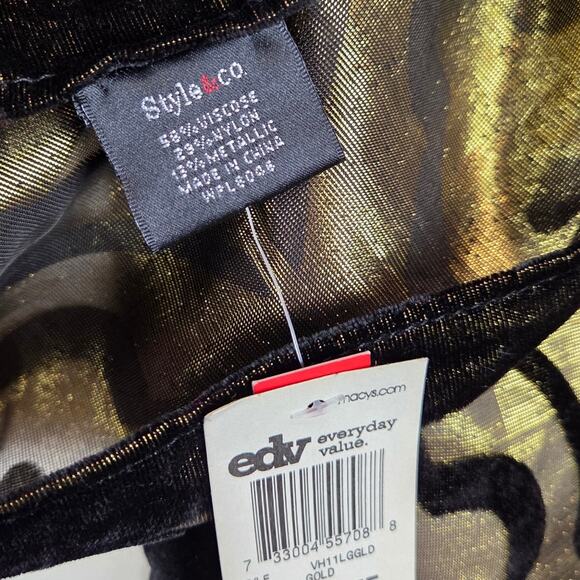 Style&co
58% VISCOSE
29% NYLON
13% METALLIC
MADE IN CHINA
WPL8046
macys.com
edv everyday
value.
7 33004 55708 8
VH11LGGLD
GOLD